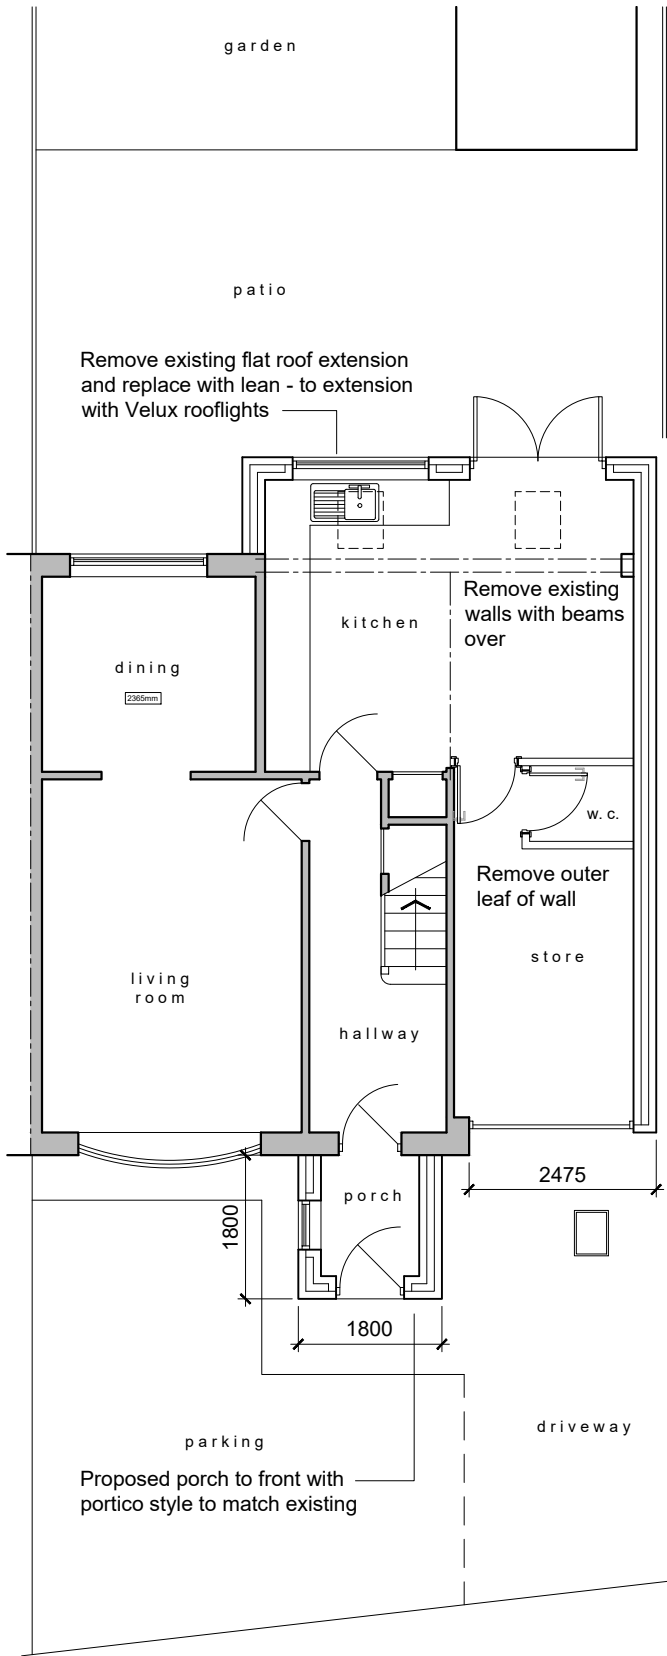 garden
patio
Remove existing flat roof extension
and replace with lean - to extension
with Velux rooflights
Remove existing
walls with beams
over
kitchen
dining
2365mm
w. c.
Remove outer
leaf of wall
store
living
room
hallway
2475
porch
1800
1800
driveway
parking
Proposed porch to front with
portico style to match existing